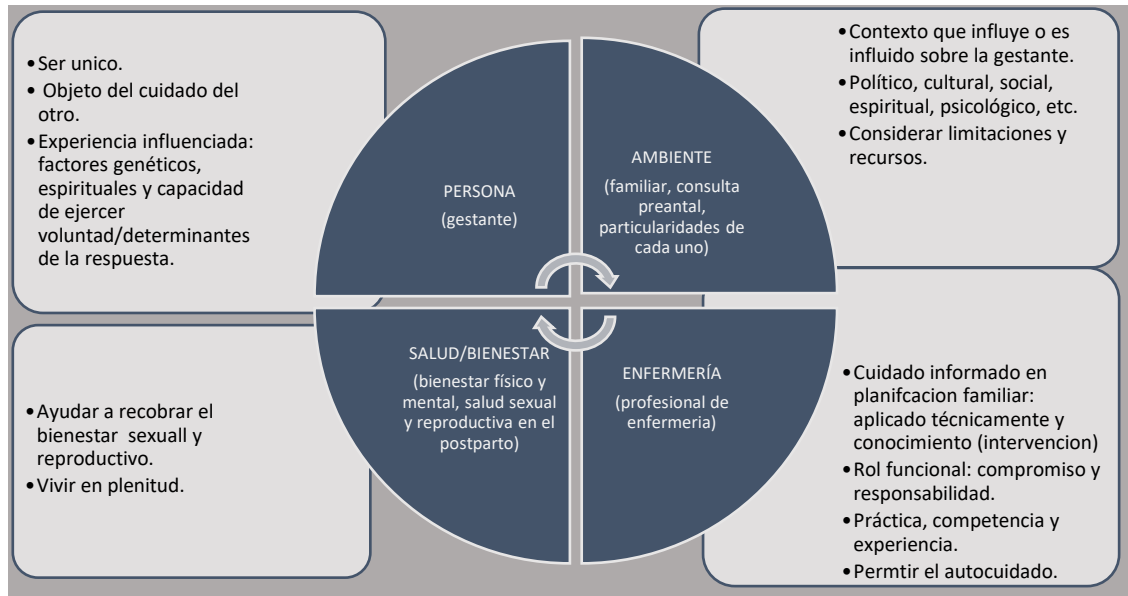 •Ser unico.
• Objeto del cuidado del
otro.
•Experiencia influenciada:
factores genéticos,
espirituales y capacidad
de ejercer
voluntad/determinantes
de la respuesta.
PERSONA
(gestante)
AMBIENTE
(familiar, consulta
preantal,
particularidades de
cada uno)
•Contexto que influye o es
influido sobre la gestante.
•Político, cultural, social,
espiritual, psicológico, etc.
•Considerar limitaciones y
recursos.
•Ayudar a recobrar el
bienestar sexuall y
reproductivo.
•Vivir en plenitud.
SALUD/BIENESTAR
(bienestar físico y
mental, salud sexual
y reproductiva en el
postparto)
ENFERMERÍA
(profesional de
enfermeria)
•Cuidado informado en
planifcacion familiar:
aplicado técnicamente y
conocimiento (intervencion)
•Rol funcional: compromiso y
responsabilidad.
•Práctica, competencia y
experiencia.
•Permtir el autocuidado.